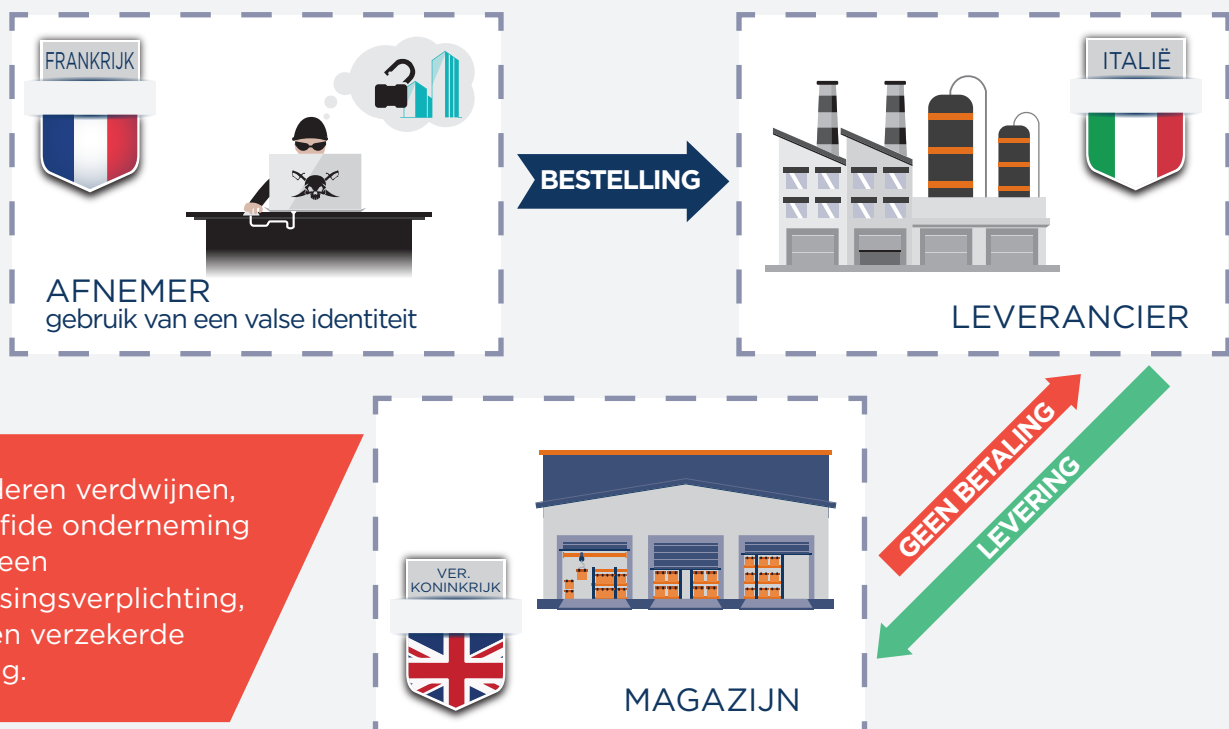 FRANKRIJK
AFNEMER
gebruik van een valse identiteit
BESTELLING
ITALIË
LEVERANCIER
deren verdwijnen,
fide onderneming
een
singsverplichting,
en verzekerde
g.
VER.
KONINKRIJK
MAGAZIJN
GEEN BETALING
LEVERING